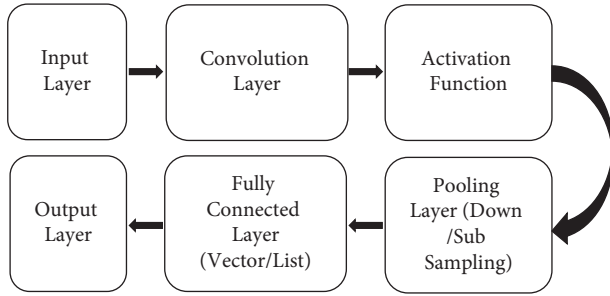 Input
Layer
Convolution
Layer
Activation
Function
Pooling
Layer (Down
/Sub
Sampling)
Fully
Connected
Layer
(Vector/List)
Output
Layer